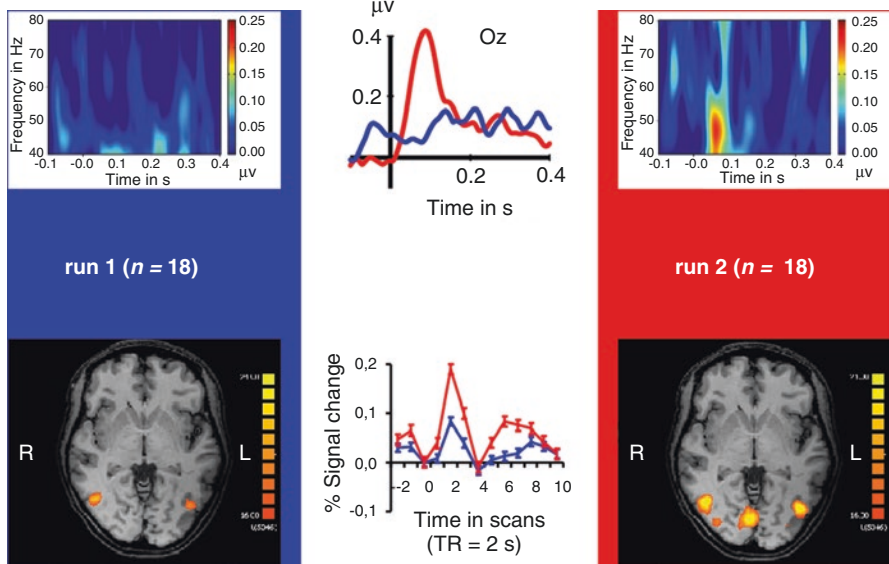 Frequency in Hz
80
70
60
50
40
-0.1 -0.0 0.1 0.2 0.3 0.4
Time in s
0.25
0.20
0.15
0.10
0.05
0.00
μv
μv
0.4
0.2
Oz
0.2 0.4
Time in s
Frequency in Hz
80
70
60
50
40
-0.1 -0.0 0.1 0.2 0.3 0.4
Time in s
0.25
0.20
0.15
0.10
0.05
0.00
μv
run 1 (n = 18)
run 2 (n = 18)
R
L
16.00
% Signal change
0,2
0,1
0,0
-0,1
-2 0 2 4 6 8 10
Time in scans
(TR = 2 s)
R
L
16.00